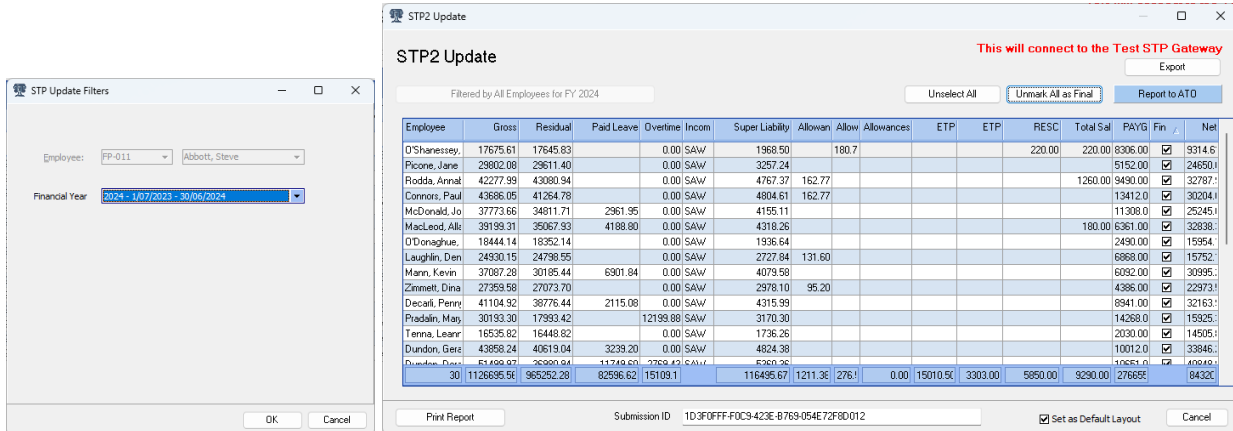 STP Update Filters
Employee: FP-011 Abbott, Steve
Financial Year 2024 - 1/07/2023 - 30/06/2024
OK Cancel
STP2 Update
STP2 Update
This will connect to the Test STP Gateway
Export
Filtered by All Employees for FY 2024 Unselect All Unmark All as Final Report to ATO
Employee Gross Residual Paid Leave Overtime Incom Super Liability Allowan Allow Allowances ETP ETP RESC Total Sal PAYG Fin Net
O'Shanessey, 17675.61 17645.83 0.00 SAW 1968.50 180.7 220.00 220.00 8306.00 9314.6
Picone, Jane 29802.08 29611.40 0.00 SAW 3257.24 5152.00 24650.
Rodda, Annab 42277.99 43080.94 0.00 SAW 4767.37 162.77 1260.00 9490.00 32787.
Connors, Paul 43686.05 41264.78 0.00 SAW 4804.61 162.77 13412.0 30204.
McDonald, Jo 37773.66 34811.71 2961.95 0.00 SAW 4155.11 11308.0 25245.
MacLeod, Alla 39199.31 35067.93 4188.80 0.00 SAW 4318.26 180.00 6361.00 32838.
O'Donaghue, 18444.14 18352.14 0.00 SAW 1936.64 2490.00 15954.
Laughlin, Den 24930.15 24798.55 0.00 SAW 2727.84 131.60 6868.00 15752.
Mann, Kevin 37087.28 30185.44 6901.84 0.00 SAW 4079.58 6092.00 30995.
Zimmett, Dina 27359.58 27073.70 0.00 SAW 2978.10 95.20 4386.00 22973.
Decarli, Penny 41104.92 38776.44 2115.08 0.00 SAW 4315.99 8941.00 32163.
Pradalin, Mary 30193.30 17993.42 12199.88 SAW 3170.30 14268.0 15925.
Tenna, Leann 16535.82 16448.82 0.00 SAW 1736.26 2030.00 14505.
Dundon, Gera 43858.24 40619.04 3239.20 0.00 SAW 4824.38 10012.0 33846.
30 1126695.56 965252.28 82596.62 15109.1 116495.67 1211.38 276. 0.00 15010.50 3303.00 5850.00 9290.00 27665 8432
Print Report Submission ID 1D3F0FFF-F0C9-423E-B769-054E72F8D012 Set as Default Layout Cancel